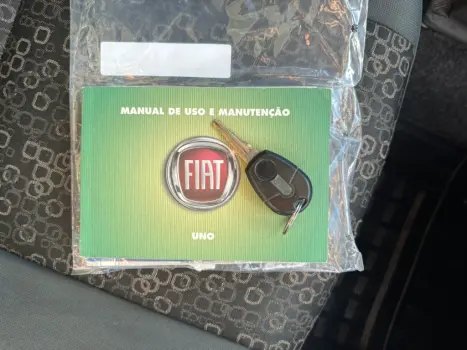 MANUAL DE USO E MANUTENÇÃO
FIAT
UNO